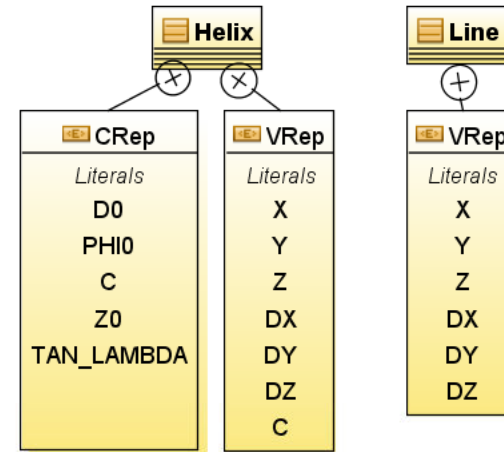 Helix
Line
CRep
Literals
D0
PHI0
C
Z0
TAN_LAMBDA
VRep
Literals
X
Y
Z
DX
DY
DZ
C
VRep
Literals
X
Y
Z
DX
DY
DZ